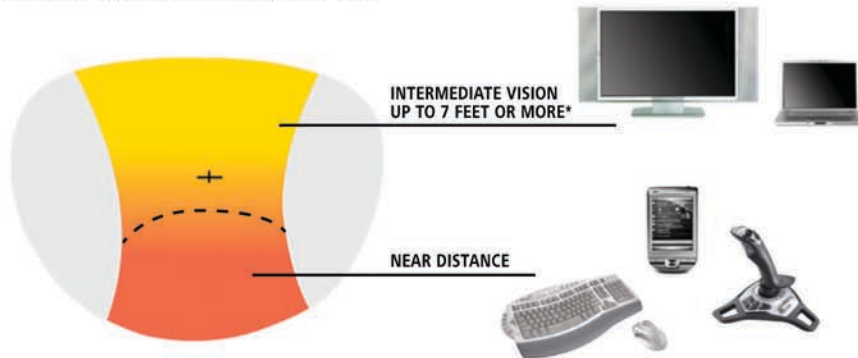 INTERMEDIATE VISION
UP TO 7 FEET OR MORE*
NEAR DISTANCE